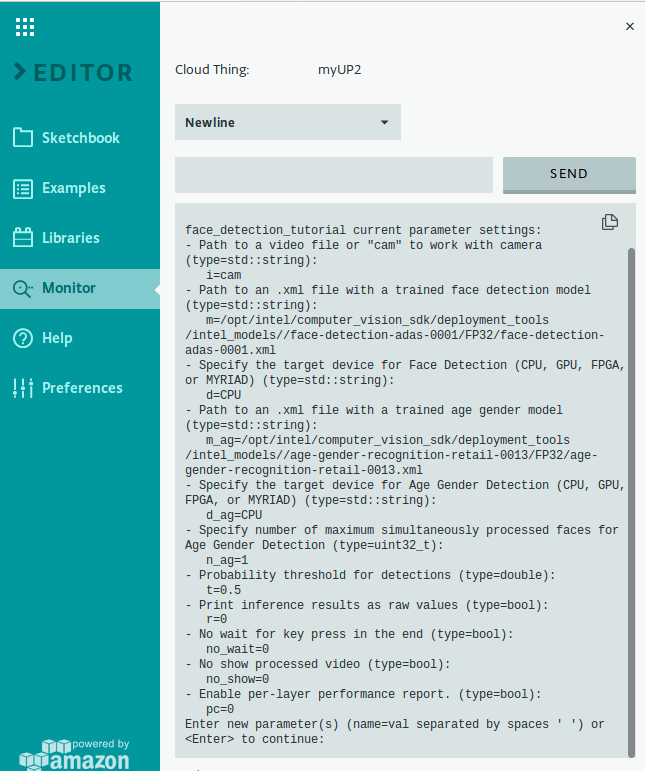 EDITOR
Sketchbook
Examples
Libraries
Monitor
Help
Preferences
powered by
amazon
×
Cloud Thing: myUP2
Newline
SEND
face_detection_tutorial current parameter settings:
- Path to a video file or "cam" to work with camera
(type=std::string):
i=cam
- Path to an .xml file with a trained face detection model
(type=std::string):
m=/opt/intel/computer_vision_sdk/deployment_tools
/intel_models//face-detection-adas-0001/FP32/face-detection-
adas-0001.xml
- Specify the target device for Face Detection (CPU, GPU, FPGA,
or MYRIAD) (type=std::string):
d=CPU
- Path to an .xml file with a trained age gender model
(type=std::string):
m_ag=/opt/intel/computer_vision_sdk/deployment_tools
/intel_models//age-gender-recognition-retail-0013/FP32/age-
gender-recognition-retail-0013.xml
- Specify the target device for Age Gender Detection (CPU, GPU,
FPGA, or MYRIAD) (type=std::string):
d_ag=CPU
- Specify number of maximum simultaneously processed faces for
Age Gender Detection (type=uint32_t):
n_ag=1
- Probability threshold for detections (type=double):
t=0.5
- Print inference results as raw values (type=bool):
r=0
- No wait for key press in the end (type=bool):
no_wait=0
- No show processed video (type=bool):
no_show=0
- Enable per-layer performance report. (type=bool):
pc=0
Enter new parameter(s) (name=val separated by spaces ' ') or
<Enter> to continue: